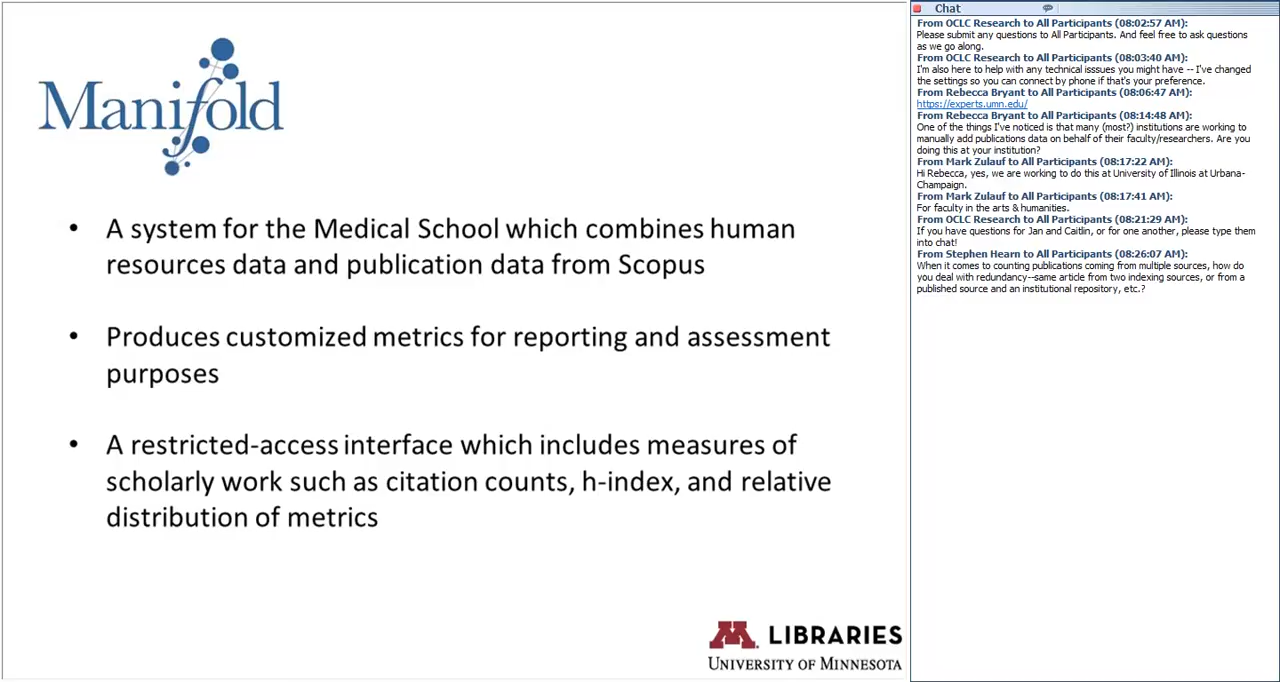 Manifold
• A system for the Medical School which combines human
resources data and publication data from Scopus
• Produces customized metrics for reporting and assessment
purposes
• A restricted-access interface which includes measures of
scholarly work such as citation counts, h-index, and relative
distribution of metrics
M LIBRARIES
UNIVERSITY OF MINNESOTA
Chat
From OCLC Research to All Participants (08:02:57 AM):
Please submit any questions to All Participants. And feel free to ask questions
as we go along.
From OCLC Research to All Participants (08:03:40 AM):
I'm also here to help with any technical isssues you might have -- I've changed
the settings so you can connect by phone if that's your preference.
From Rebecca Bryant to All Participants (08:06:47 AM):
https://experts.umn.edu/
From Rebecca Bryant to All Participants (08:14:48 AM):
One of the things I've noticed is that many (most?) institutions are working to
manually add publications data on behalf of their faculty/researchers. Are you
doing this at your institution?
From Mark Zulauf to All Participants (08:17:22 AM):
Hi Rebecca, yes, we are working to do this at University of Illinois at Urbana-
Champaign.
From Mark Zulauf to All Participants (08:17:41 AM):
For faculty in the arts & humanities.
From OCLC Research to All Participants (08:21:29 AM):
If you have questions for Jan and Caitlin, or for one another, please type them
into chat!
From Stephen Hearn to All Participants (08:26:07 AM):
When it comes to counting publications coming from multiple sources, how do
you deal with redundancy--same article from two indexing sources, or from a
published source and an institutional repository, etc.?